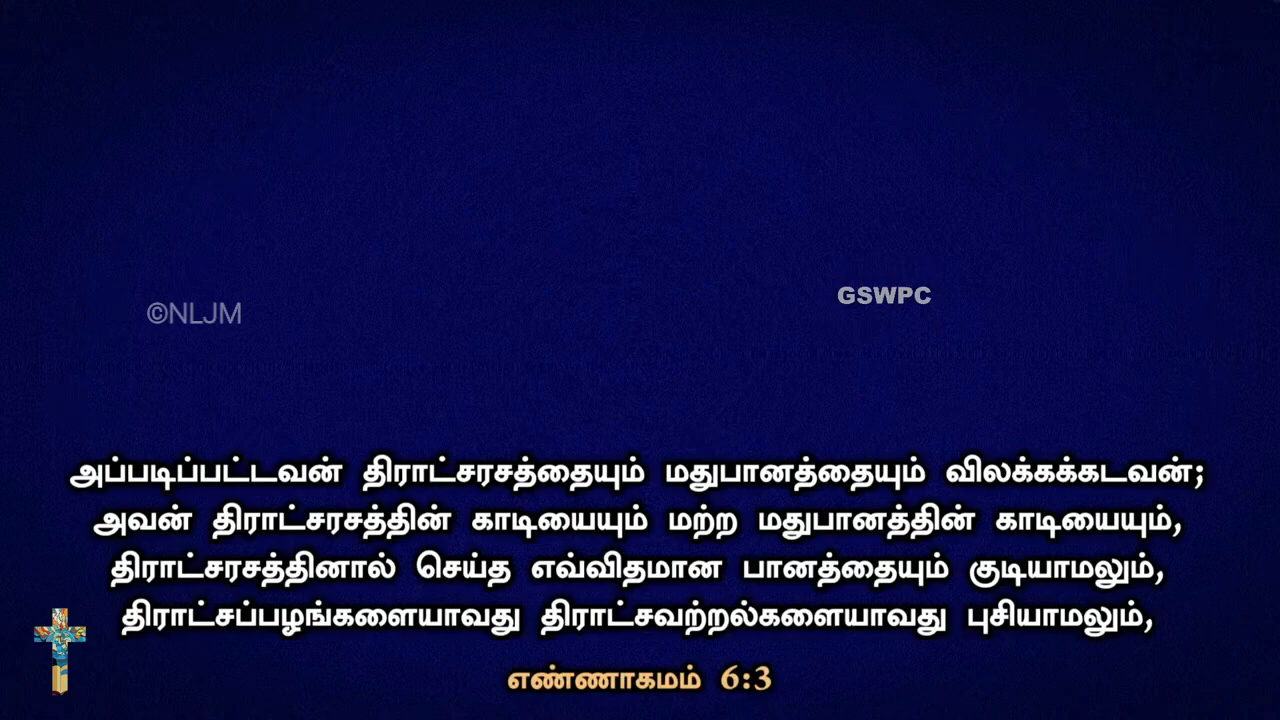 GSWPC
©NLJM
அப்படிப்பட்டவன் திராட்சரசத்தையும் மதுபானத்தையும் விலக்கக்கடவன்;
அவன் திராட்சரசத்தின் காடியையும் மற்ற மதுபானத்தின் காடியையும்,
திராட்சரசத்தினால் செய்த எவ்விதமான பானத்தையும் குடியாமலும்,
திராட்சப்பழங்களையாவது திராட்சவற்றல்களையாவது புசியாமலும்,
எண்ணாகமம் 6:3